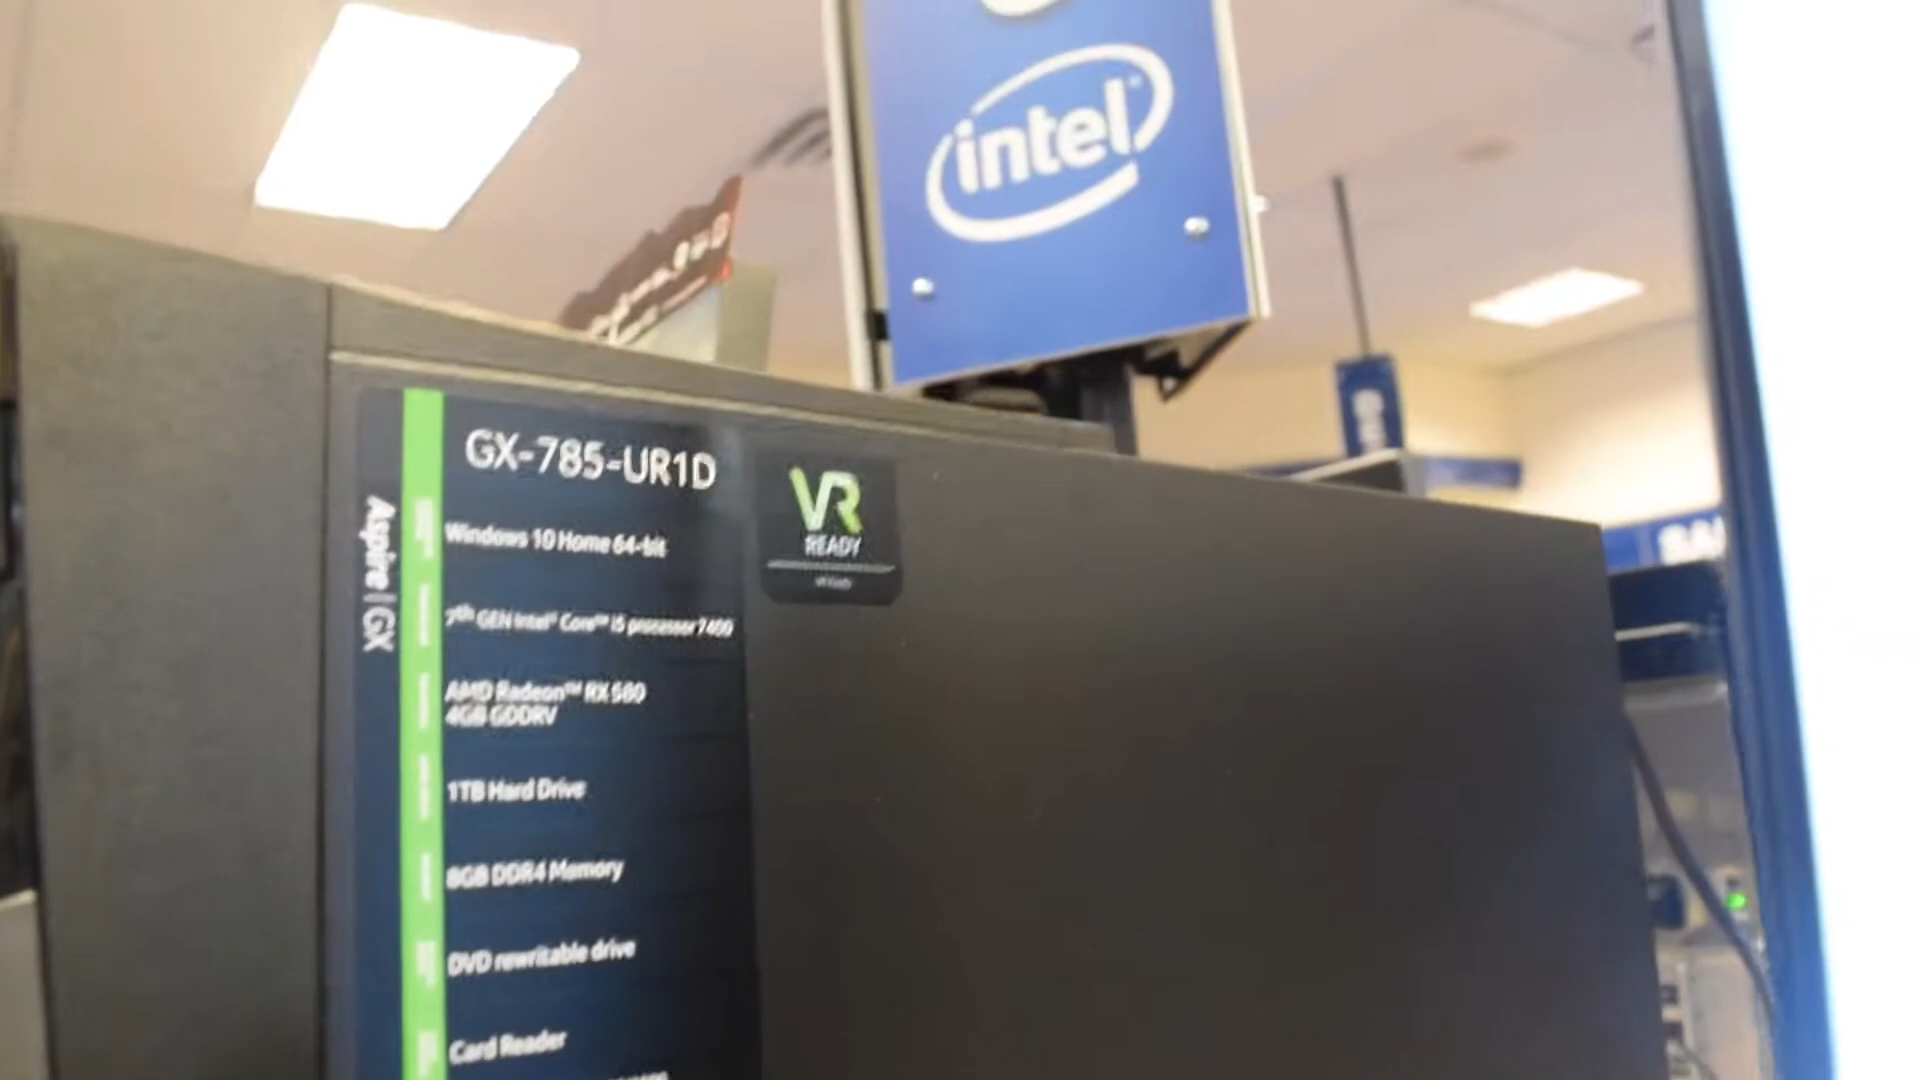 intel
GX-785-UR1D
Aspire|GX
VR
READY
Windows 10 Home 64-bit
7th GEN Intel® Core™ i5 processor 7400
AMD Radeon™ RX 580
4GB GDDRV
1TB Hard Drive
8GB DDR4 Memory
DVD rewritable drive
Card Reader